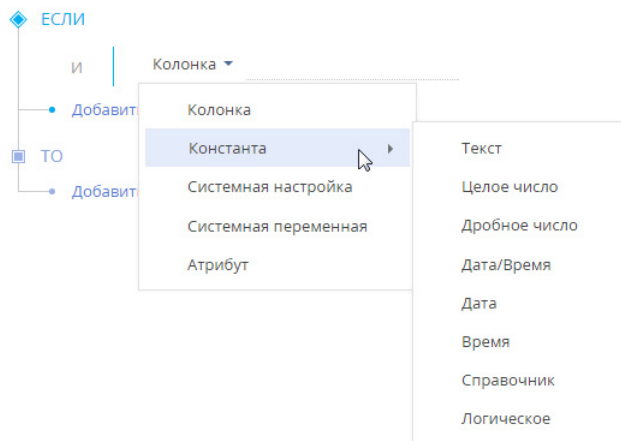 ЕСЛИ
И
Колонка
Добавит
ТО
Добавит
Колонка
Константа
Системная настройка
Системная переменная
Атрибут
Текст
Целое число
Дробное число
Дата/Время
Дата
Время
Справочник
Логическое